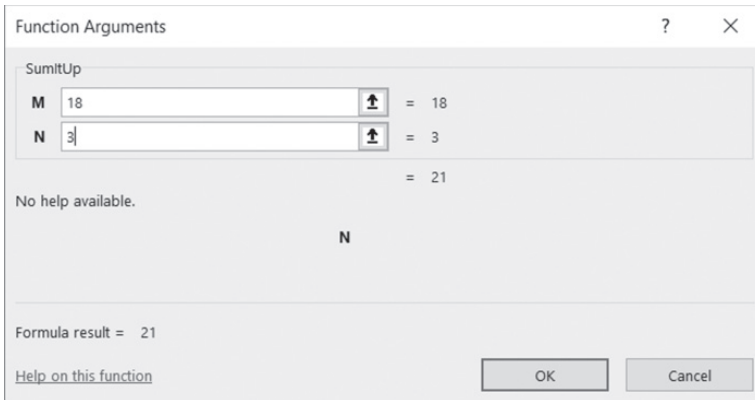 Function Arguments ? ×
SumItUp
M 18 = 18
N 3 = 3
= 21
No help available.
N
Formula result = 21
Help on this function OK Cancel